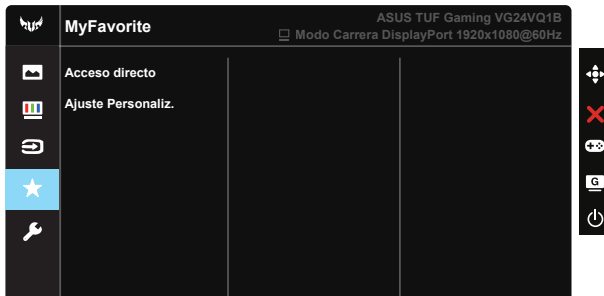 MyFavorite
ASUS TUF Gaming VG24VQ1B
Modo Carrera DisplayPort 1920x1080@60Hz
Acceso directo
Ajuste Personaliz.
G